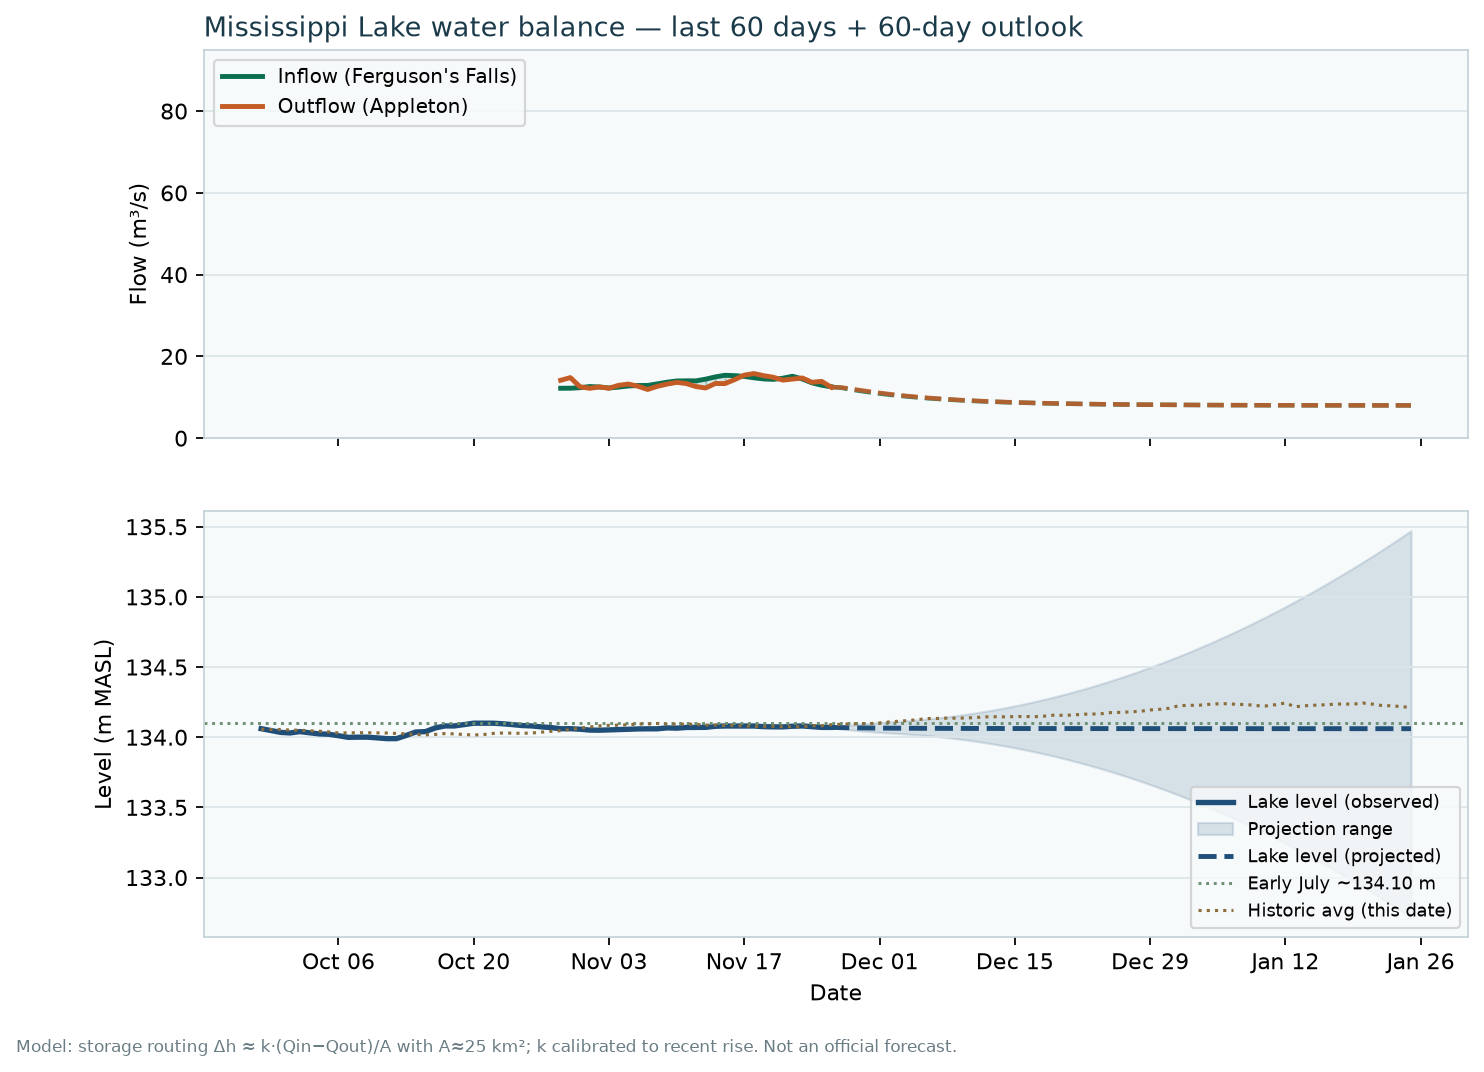 Mississippi Lake water balance — last 60 days + 60-day outlook
Inflow (Ferguson's Falls)
Outflow (Appleton)
Flow (m³/s)
80
60
40
20
0
135.5
135.0
134.5
134.0
133.5
133.0
Level (m MASL)
Lake level (observed)
Projection range
Lake level (projected)
Early July ~134.10 m
Historic avg (this date)
Oct 06
Oct 20
Nov 03
Nov 17
Dec 01
Dec 15
Dec 29
Jan 12
Jan 26
Date
Model: storage routing Δh ≈ k·(Qin−Qout)/A with A≈25 km²; k calibrated to recent rise. Not an official forecast.